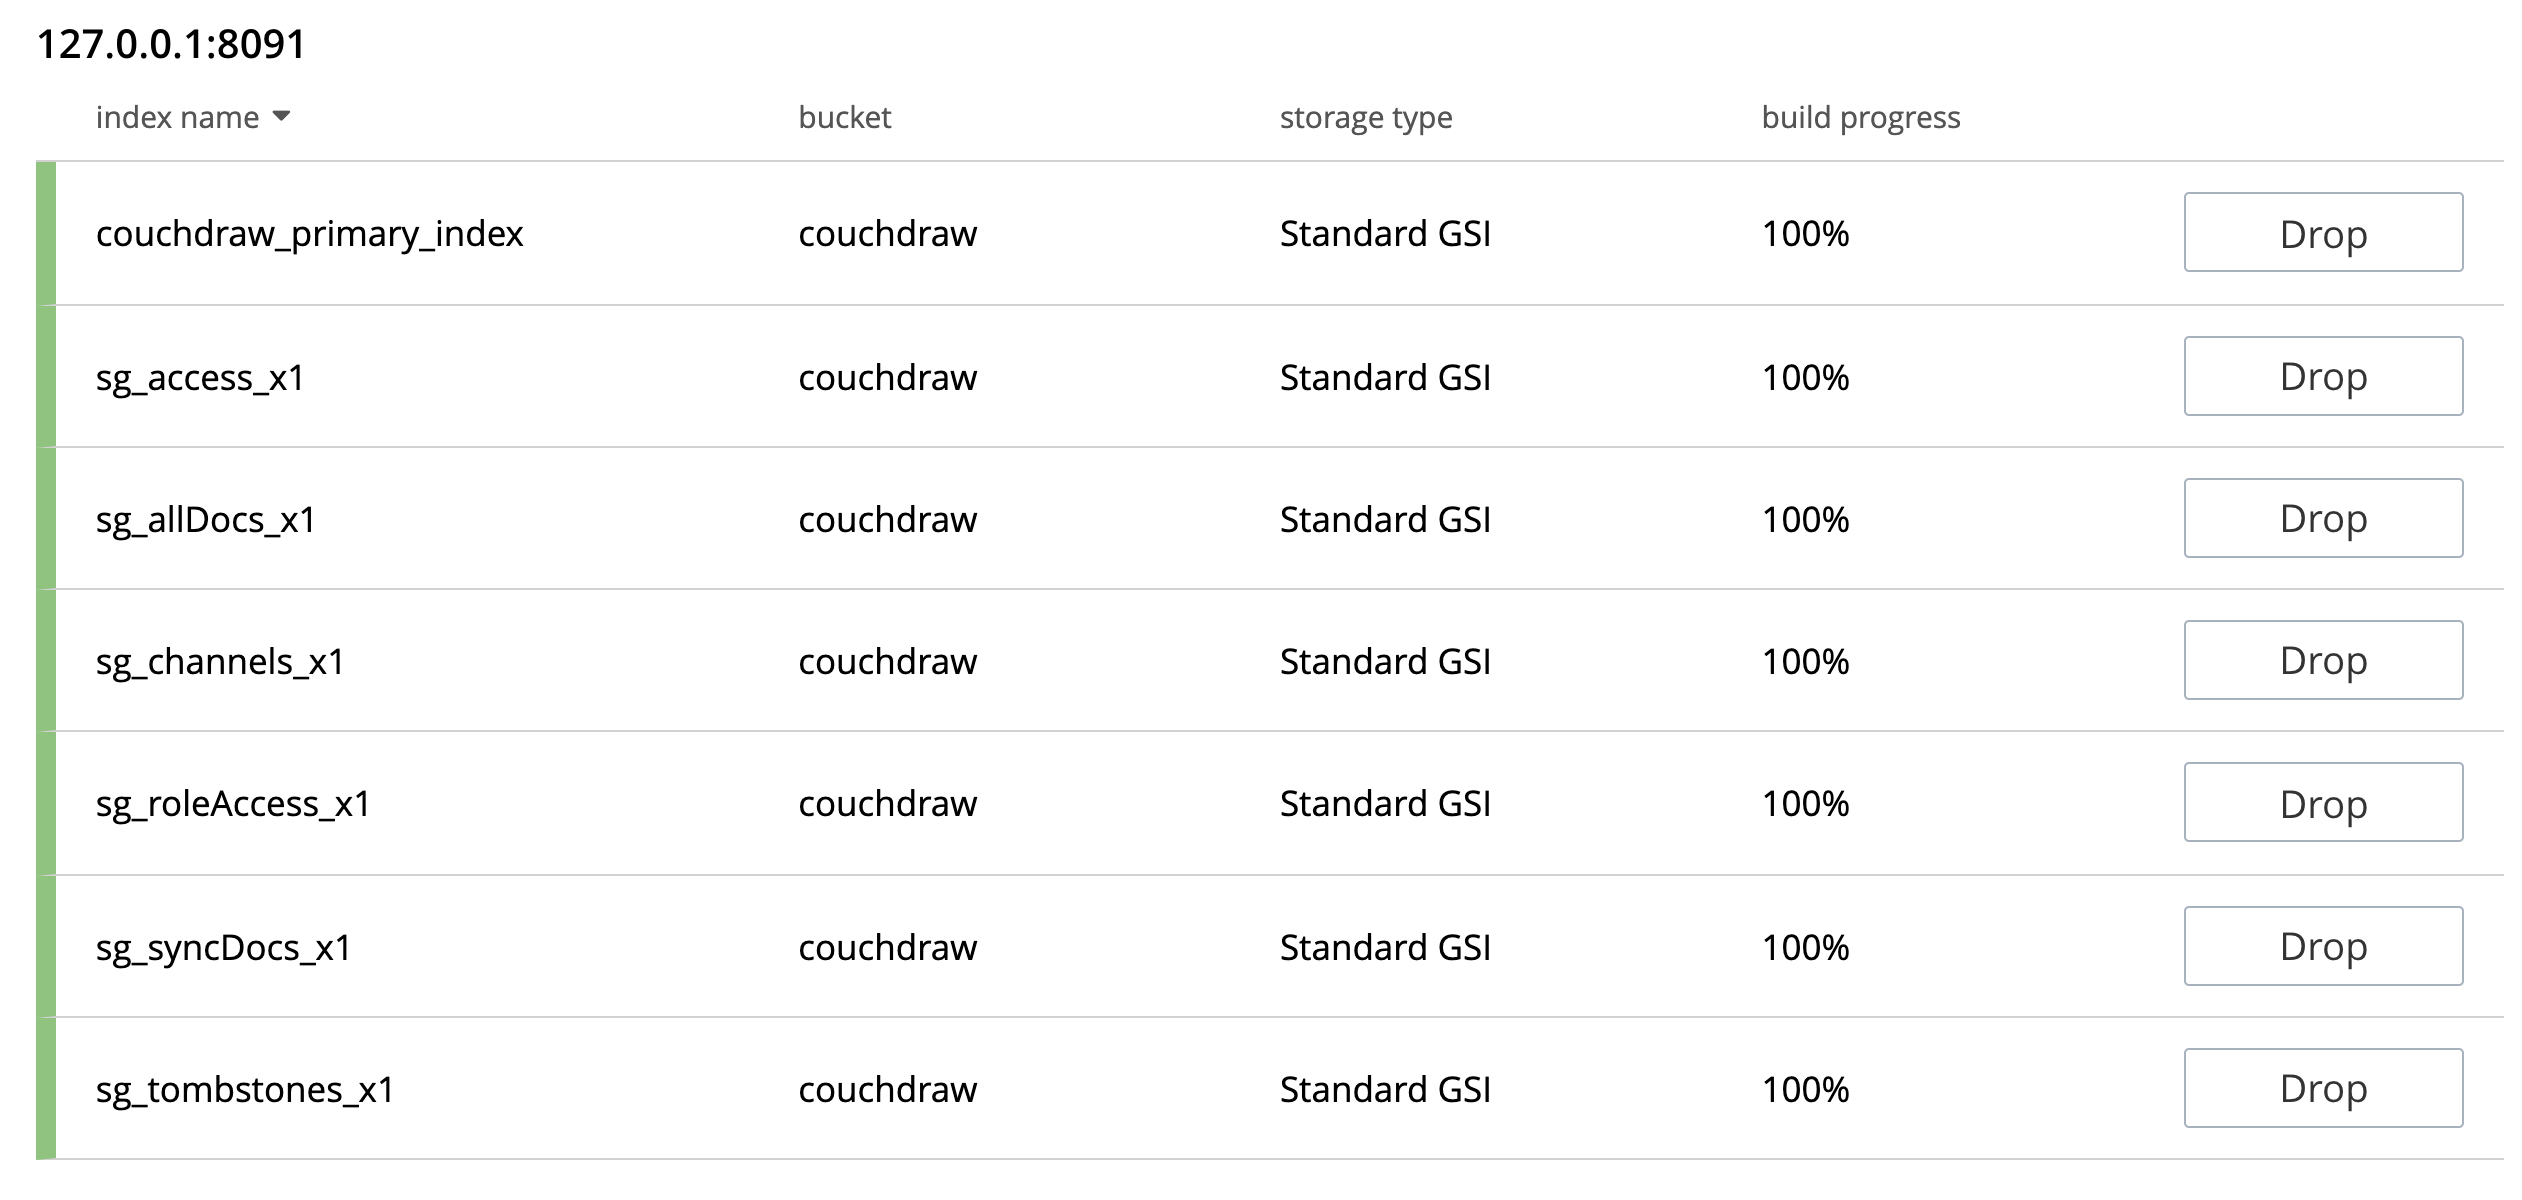 127.0.0.1:8091
index name bucket storage type build progress
couchdraw_primary_index couchdraw Standard GSI 100% Drop
sg_access_x1 couchdraw Standard GSI 100% Drop
sg_allDocs_x1 couchdraw Standard GSI 100% Drop
sg_channels_x1 couchdraw Standard GSI 100% Drop
sg_roleAccess_x1 couchdraw Standard GSI 100% Drop
sg_syncDocs_x1 couchdraw Standard GSI 100% Drop
sg_tombstones_x1 couchdraw Standard GSI 100% Drop